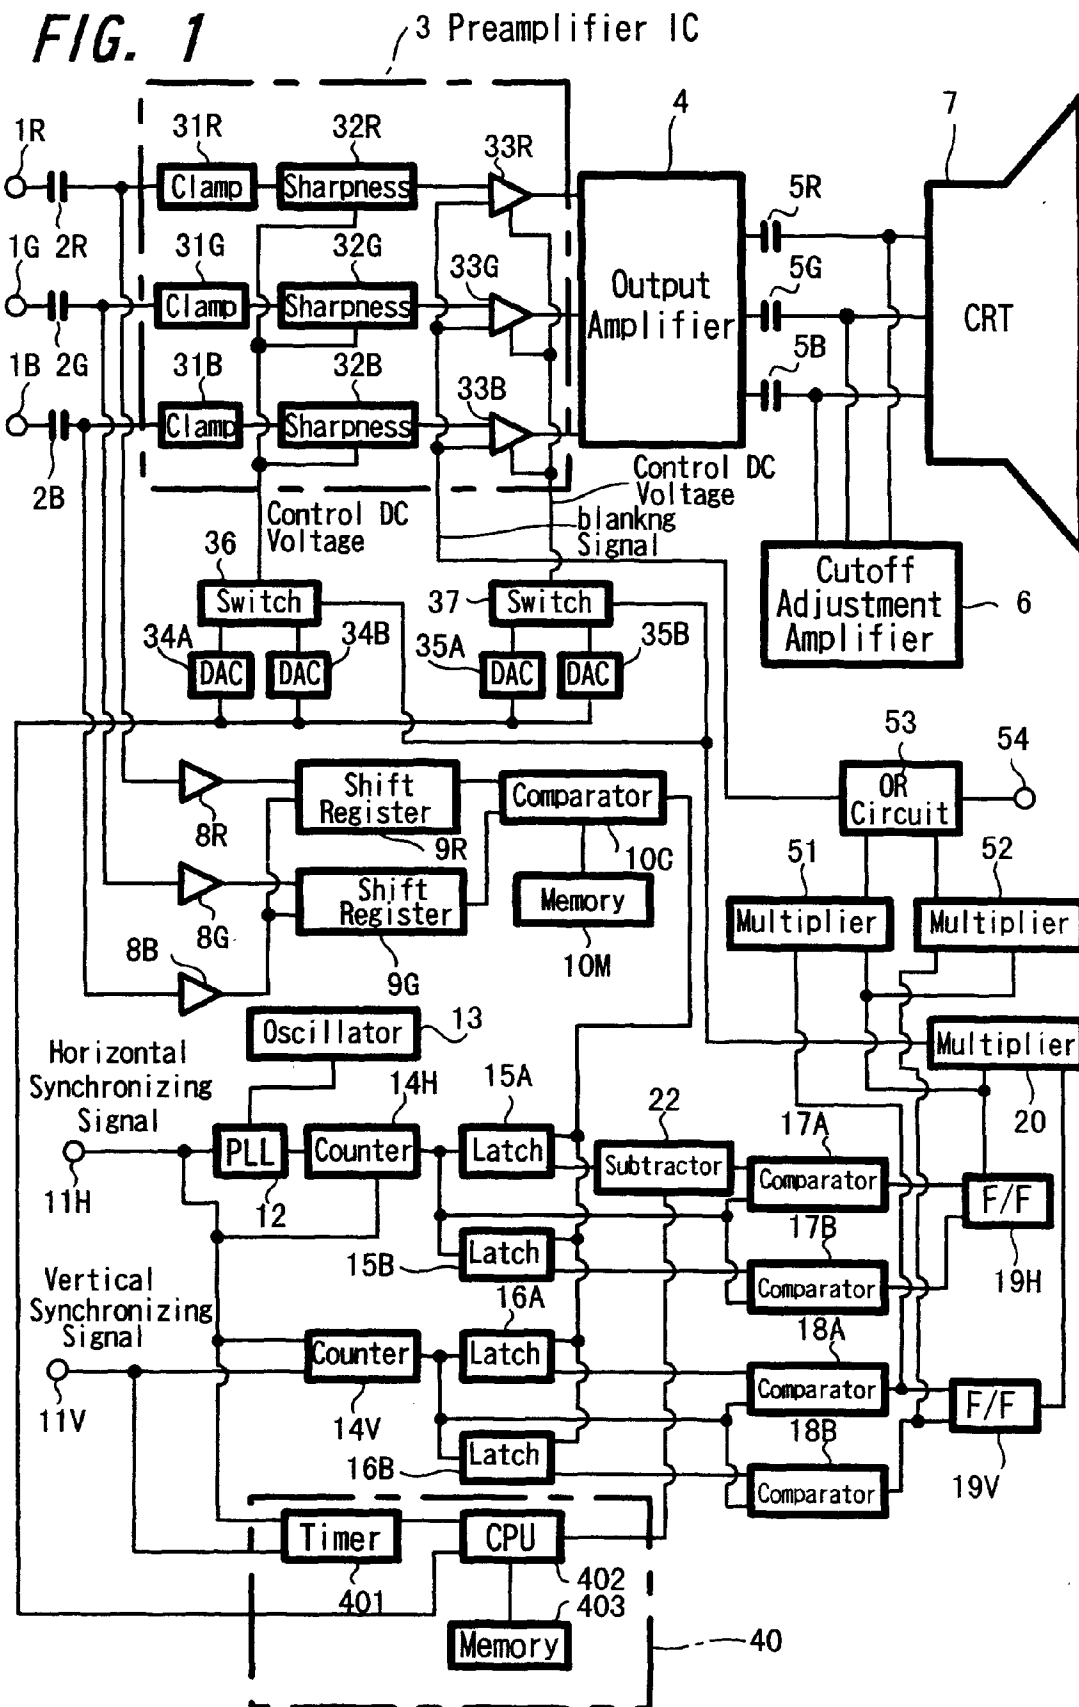 FIG. 1
3 Preamplifier IC
4
7
1R
31R
32R
33R
Clamp
Sharpness
2R
5R
1G
31G
32G
33G
5G
Clamp
Sharpness
Output
Amplifier
CRT
2G
5B
1B
31B
32B
33B
Clamp
Sharpness
2B
Control DC
Voltage
Control DC
Voltage
blankng
Signal
36
Switch
37
Switch
Cutoff
Adjustment
Amplifier
6
34A
34B
35A
35B
DAC
DAC
DAC
DAC
53
54
Shift
Register
Comparator
OR
Circuit
8R
9R
10C
51
52
Shift
Register
Memory
Multiplier
Multiplier
8G
8B
9G
10M
Oscillator
13
Multiplier
Horizontal
Synchronizing
Signal
14H
15A
22
17A
20
PLL
Counter
Latch
Subtractor
Comparator
F/F
11H
12
17B
15B
Latch
19H
Vertical
Synchronizing
Signal
16A
Comparator
18A
Counter
Latch
Comparator
F/F
11V
14V
18B
16B
Latch
19V
Comparator
Timer
CPU
401
402
403
Memory
40